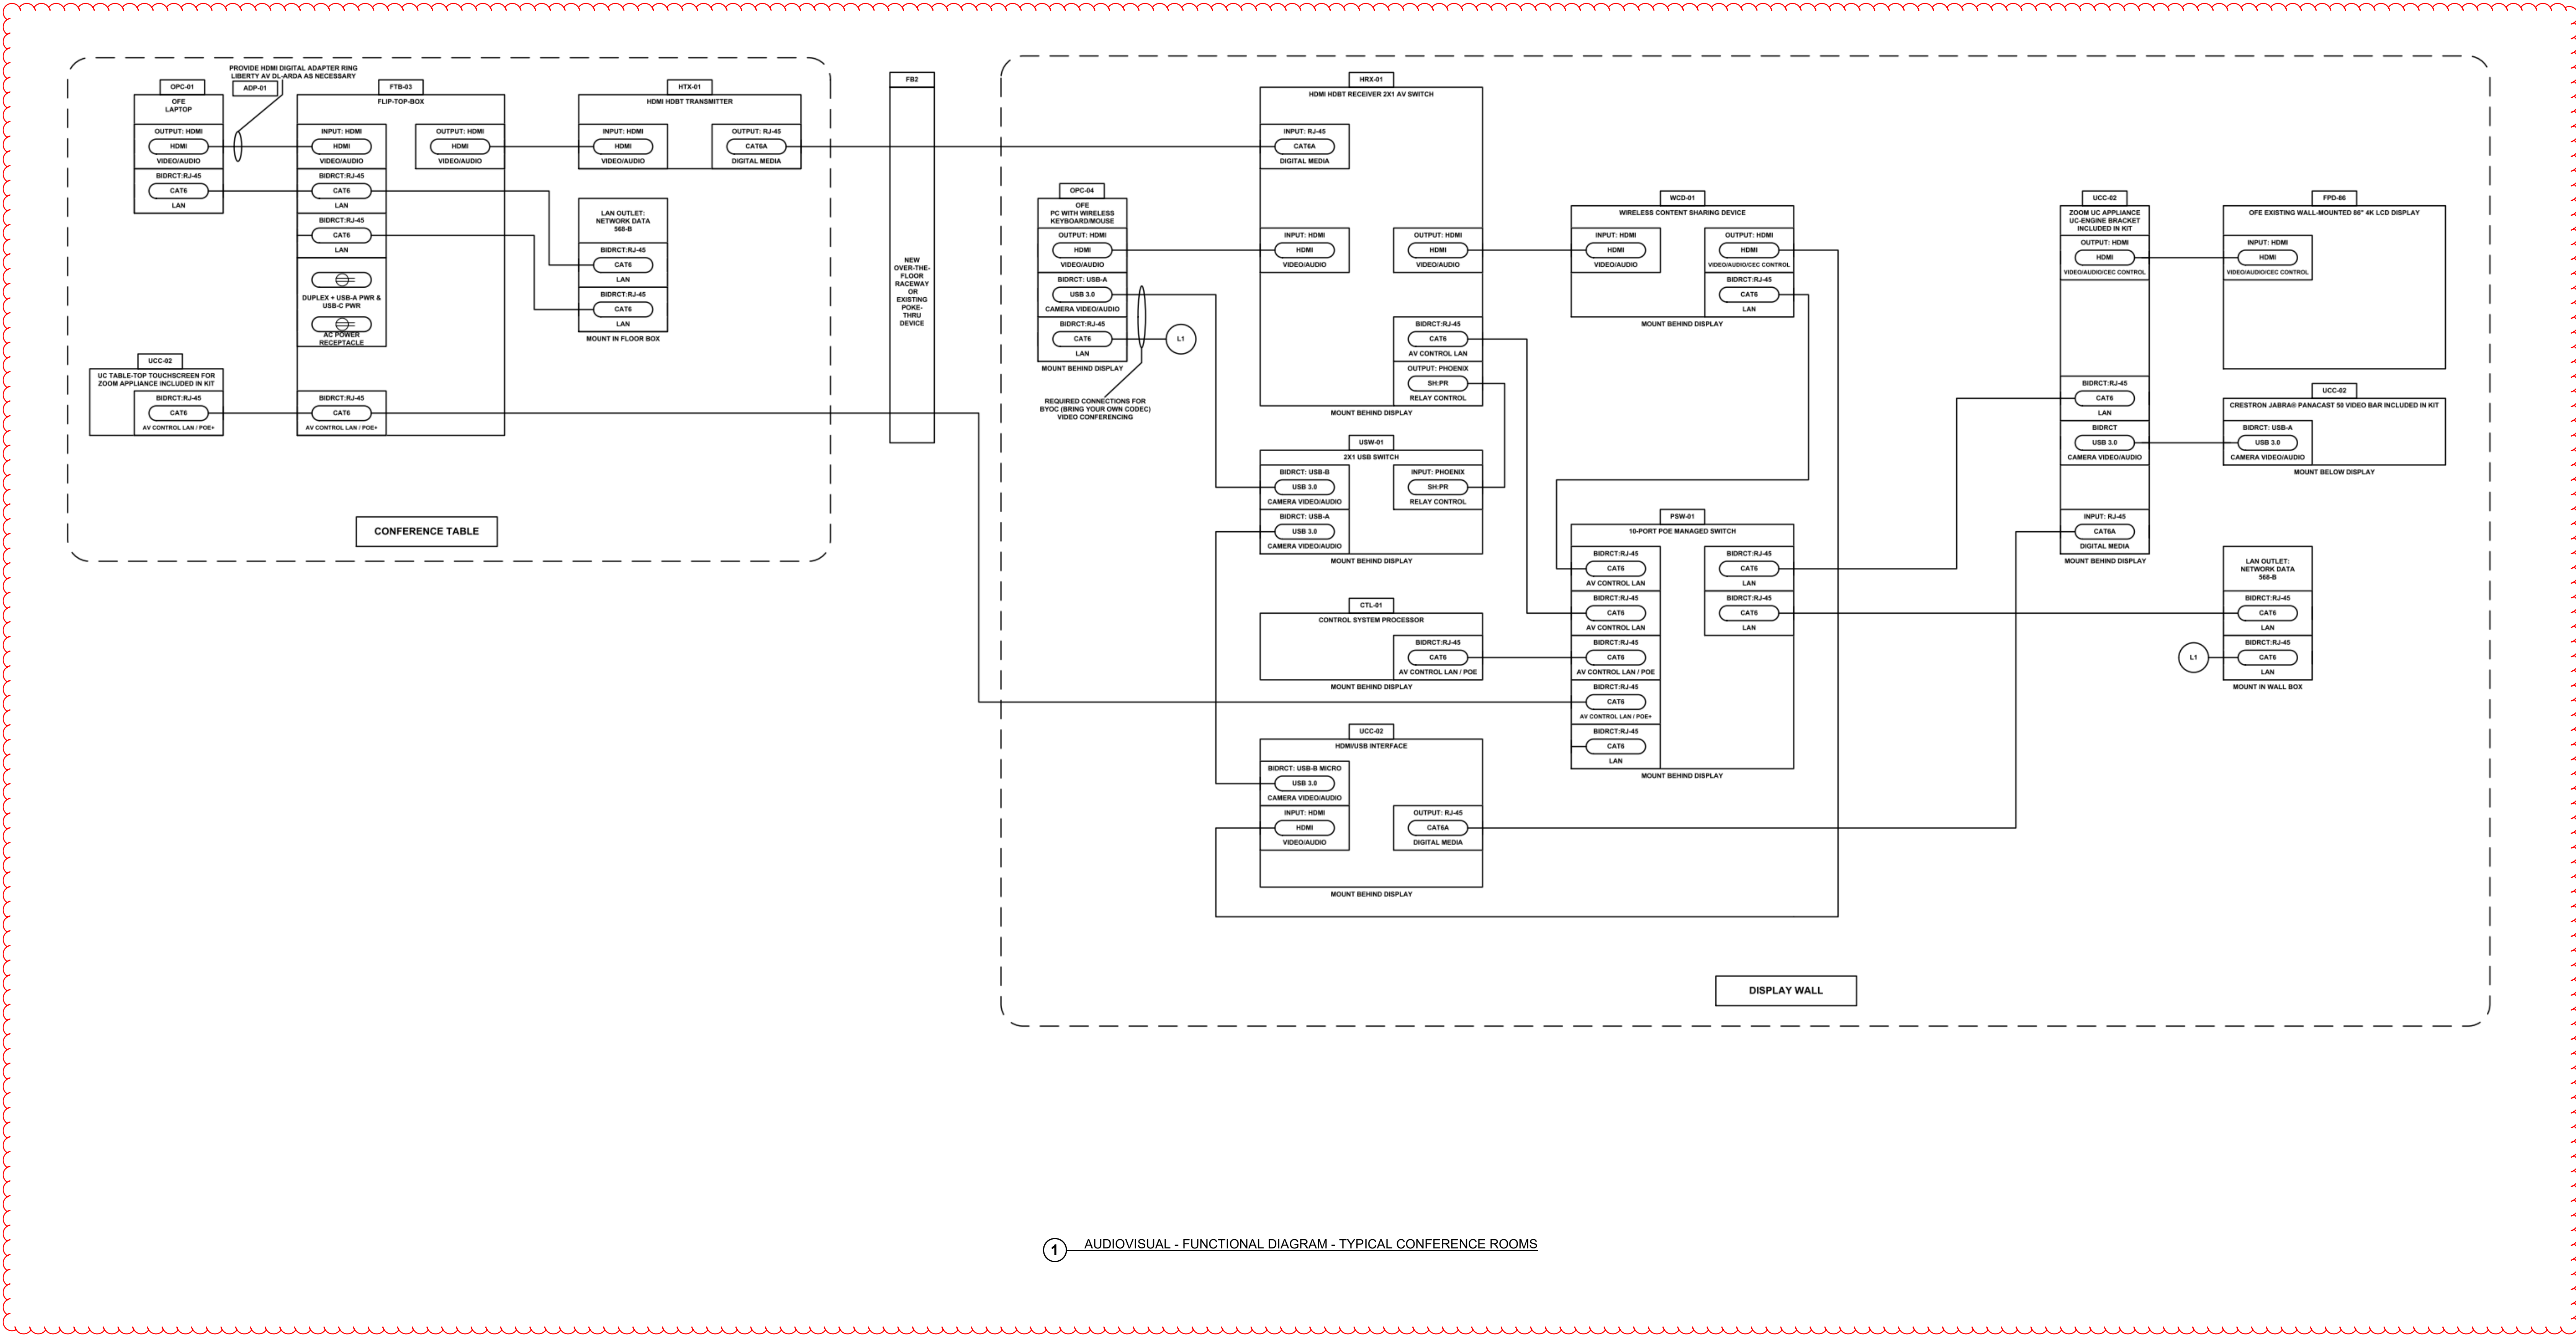 PROVIDE HDMI DIGITAL ADAPTER RING
LIBERTY AV DL-ARDA AS NECESSARY
ADP-01
OPC-01
OFE
LAPTOP
OUTPUT: HDMI
HDMI
VIDEO/AUDIO
BIDRCT:RJ-45
CAT6
LAN
FTB-03
FLIP-TOP-BOX
INPUT: HDMI
HDMI
VIDEO/AUDIO
BIDRCT:RJ-45
CAT6
LAN
BIDRCT:RJ-45
CAT6
LAN
DUPLEX + USB-A PWR &
USB-C PWR
AC POWER
RECEPTACLE
BIDRCT:RJ-45
CAT6
AV CONTROL LAN / POE+
OUTPUT: HDMI
HDMI
VIDEO/AUDIO
HTX-01
HDMI HDBT TRANSMITTER
INPUT: HDMI
HDMI
VIDEO/AUDIO
OUTPUT: RJ-45
CAT6A
DIGITAL MEDIA
LAN OUTLET:
NETWORK DATA
568-B
BIDRCT:RJ-45
CAT6
LAN
BIDRCT:RJ-45
CAT6
LAN
MOUNT IN FLOOR BOX
UCC-02
UC TABLE-TOP TOUCHSCREEN FOR
ZOOM APPLIANCE INCLUDED IN KIT
BIDRCT:RJ-45
CAT6
AV CONTROL LAN / POE+
CONFERENCE TABLE
FB2
NEW
OVER-THE-
FLOOR
RACEWAY
OR
EXISTING
POKE-
THRU
DEVICE
OPC-04
OFE
PC WITH WIRELESS
KEYBOARD/MOUSE
OUTPUT: HDMI
HDMI
VIDEO/AUDIO
BIDRCT: USB-A
USB 3.0
CAMERA VIDEO/AUDIO
BIDRCT:RJ-45
CAT6
LAN
MOUNT BEHIND DISPLAY
L1
REQUIRED CONNECTIONS FOR
BYOC (BRING YOUR OWN CODEC)
VIDEO CONFERENCING
HRX-01
HDMI HDBT RECEIVER 2X1 AV SWITCH
INPUT: RJ-45
CAT6A
DIGITAL MEDIA
INPUT: HDMI
HDMI
VIDEO/AUDIO
OUTPUT: HDMI
HDMI
VIDEO/AUDIO
BIDRCT:RJ-45
CAT6
AV CONTROL LAN
OUTPUT: PHOENIX
SH:PR
RELAY CONTROL
MOUNT BEHIND DISPLAY
USW-01
2X1 USB SWITCH
BIDRCT: USB-B
USB 3.0
CAMERA VIDEO/AUDIO
BIDRCT: USB-A
USB 3.0
CAMERA VIDEO/AUDIO
INPUT: PHOENIX
SH:PR
RELAY CONTROL
MOUNT BEHIND DISPLAY
CTL-01
CONTROL SYSTEM PROCESSOR
BIDRCT:RJ-45
CAT6
AV CONTROL LAN / POE
MOUNT BEHIND DISPLAY
UCC-02
HDMI/USB INTERFACE
BIDRCT: USB-B MICRO
USB 3.0
CAMERA VIDEO/AUDIO
INPUT: HDMI
HDMI
VIDEO/AUDIO
OUTPUT: RJ-45
CAT6A
DIGITAL MEDIA
MOUNT BEHIND DISPLAY
WCD-01
WIRELESS CONTENT SHARING DEVICE
INPUT: HDMI
HDMI
VIDEO/AUDIO
OUTPUT: HDMI
HDMI
VIDEO/AUDIO/CEC CONTROL
BIDRCT:RJ-45
CAT6
LAN
MOUNT BEHIND DISPLAY
PSW-01
10-PORT POE MANAGED SWITCH
BIDRCT:RJ-45
CAT6
AV CONTROL LAN
BIDRCT:RJ-45
CAT6
AV CONTROL LAN
BIDRCT:RJ-45
CAT6
AV CONTROL LAN / POE
BIDRCT:RJ-45
CAT6
AV CONTROL LAN / POE+
BIDRCT:RJ-45
CAT6
LAN
BIDRCT:RJ-45
CAT6
LAN
BIDRCT:RJ-45
CAT6
LAN
MOUNT BEHIND DISPLAY
UCC-02
ZOOM UC APPLIANCE
UC-ENGINE BRACKET
INCLUDED IN KIT
OUTPUT: HDMI
HDMI
VIDEO/AUDIO/CEC CONTROL
BIDRCT:RJ-45
CAT6
LAN
BIDRCT
USB 3.0
CAMERA VIDEO/AUDIO
INPUT: RJ-45
CAT6A
DIGITAL MEDIA
MOUNT BEHIND DISPLAY
FPD-86
OFE EXISTING WALL-MOUNTED 86" 4K LCD DISPLAY
INPUT: HDMI
HDMI
VIDEO/AUDIO/CEC CONTROL
UCC-02
CRESTRON JABRA® PANACAST 50 VIDEO BAR INCLUDED IN KIT
BIDRCT: USB-A
USB 3.0
CAMERA VIDEO/AUDIO
MOUNT BELOW DISPLAY
LAN OUTLET:
NETWORK DATA
568-B
BIDRCT:RJ-45
CAT6
LAN
BIDRCT:RJ-45
CAT6
LAN
L1
MOUNT IN WALL BOX
DISPLAY WALL
1
AUDIOVISUAL - FUNCTIONAL DIAGRAM - TYPICAL CONFERENCE ROOMS